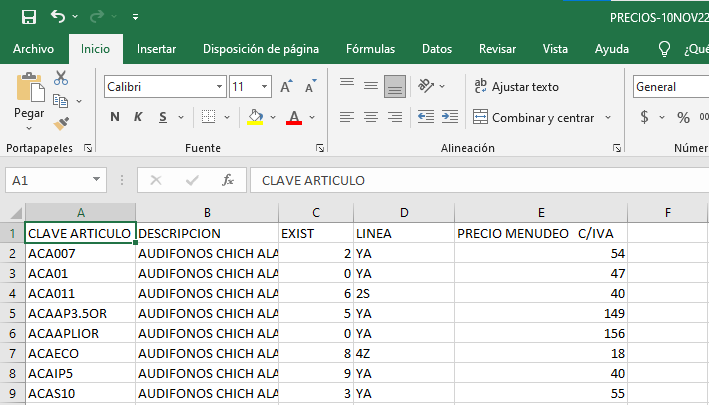 PRECIOS-10NOV22
Archivo Inicio Insertar Disposición de página Fórmulas Datos Revisar Vista Ayuda ¿Qué
Pegar
Calibri 11 A A
N K S A
ab c Ajustar texto
Combinar y centrar
General
$ % 000
Portapapeles Fuente Alineación Número
A1 fx CLAVE ARTICULO
A B C D E F
1 CLAVE ARTICULO DESCRIPCION EXIST LINEA PRECIO MENUDEO C/IVA
2 ACA007 AUDIFONOS CHICH ALA 2 YA 54
3 ACA01 AUDIFONOS CHICH ALA 0 YA 47
4 ACA011 AUDIFONOS CHICH ALA 6 2S 40
5 ACAAP3.5OR AUDIFONOS CHICH ALA 5 YA 149
6 ACAAPLIOR AUDIFONOS CHICH ALA 0 YA 156
7 ACAECO AUDIFONOS CHICH ALA 8 4Z 18
8 ACAIP5 AUDIFONOS CHICH ALA 9 YA 40
9 ACAS10 AUDIFONOS CHICH ALA 3 YA 55